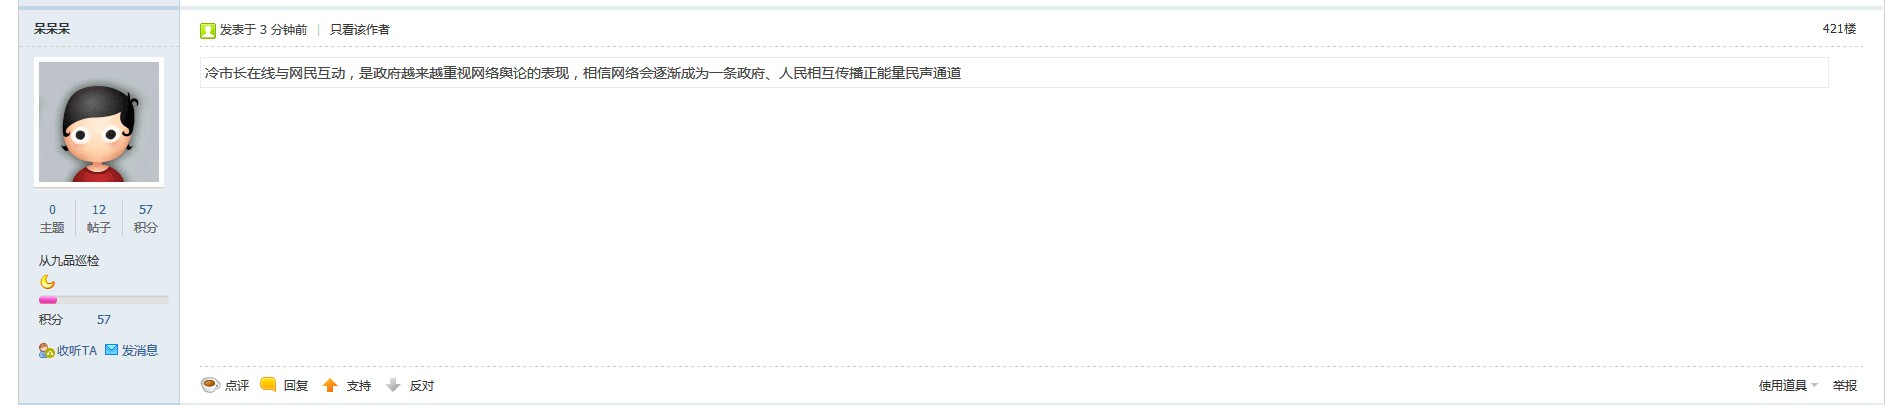 呆呆呆
发表于 3 分钟前 | 只看该作者
421楼
冷市长在线与网民互动，是政府越来越重视网络舆论的表现，相信网络会逐渐成为一条政府、人民相互传播正能量民声通道
0 12 57
主题 帖子 积分
从九品巡检
积分 57
收听TA 发消息
点评 回复 支持 反对
使用道具 举报